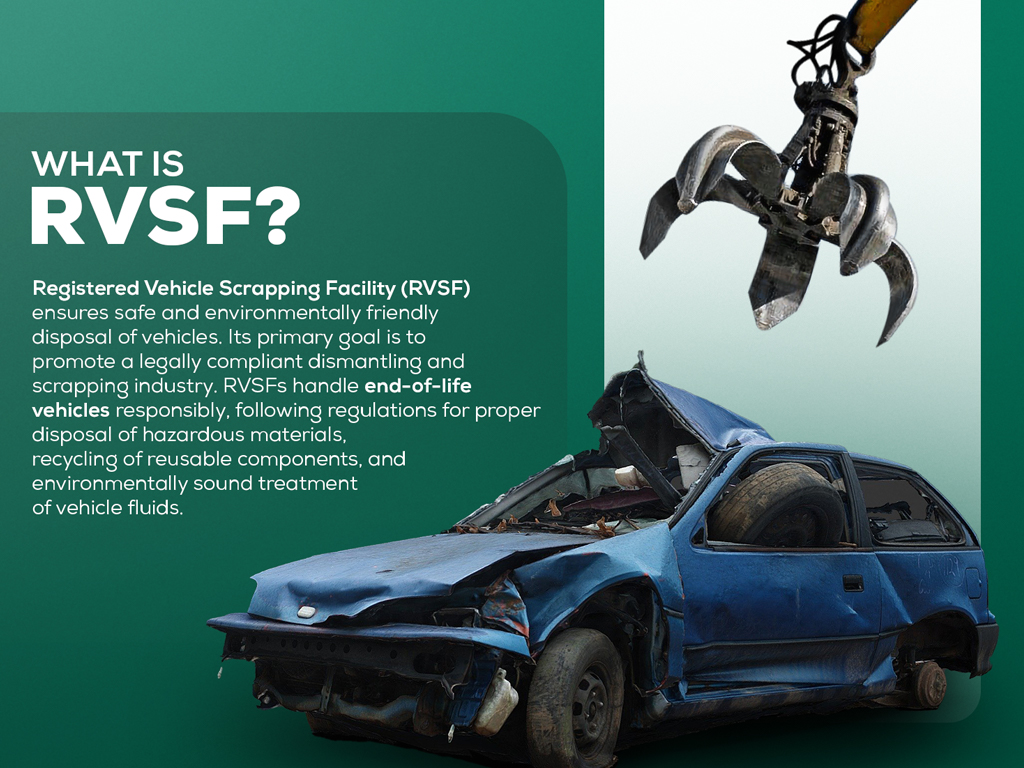 WHAT IS
RVSF?
Registered Vehicle Scrapping Facility (RVSF)
ensures safe and environmentally friendly
disposal of vehicles. Its primary goal is to
promote a legally compliant dismantling and
scrapping industry. RVSFs handle end-of-life
vehicles responsibly, following regulations for proper
disposal of hazardous materials,
recycling of reusable components, and
environmentally sound treatment
of vehicle fluids.